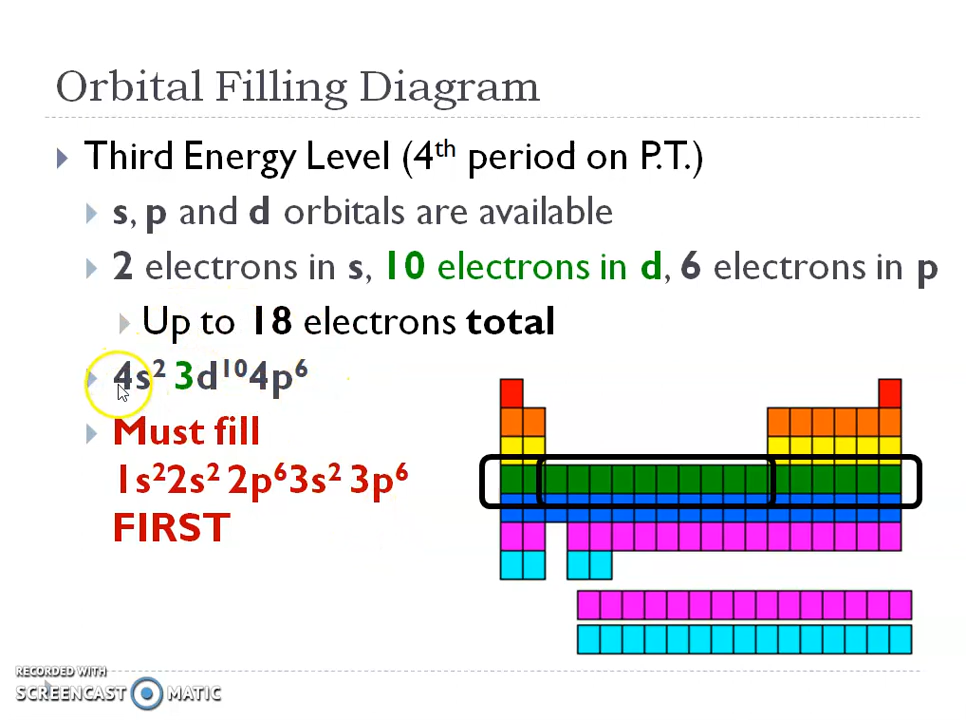 Orbital Filling Diagram
Third Energy Level (4th period on P.T.)
s, p and d orbitals are available
2 electrons in s, 10 electrons in d, 6 electrons in p
Up to 18 electrons total
4s² 3d¹⁰4p⁶
Must fill
1s²2s² 2p⁶3s² 3p⁶
FIRST
RECORDED WITH
SCREENCAST MATIC